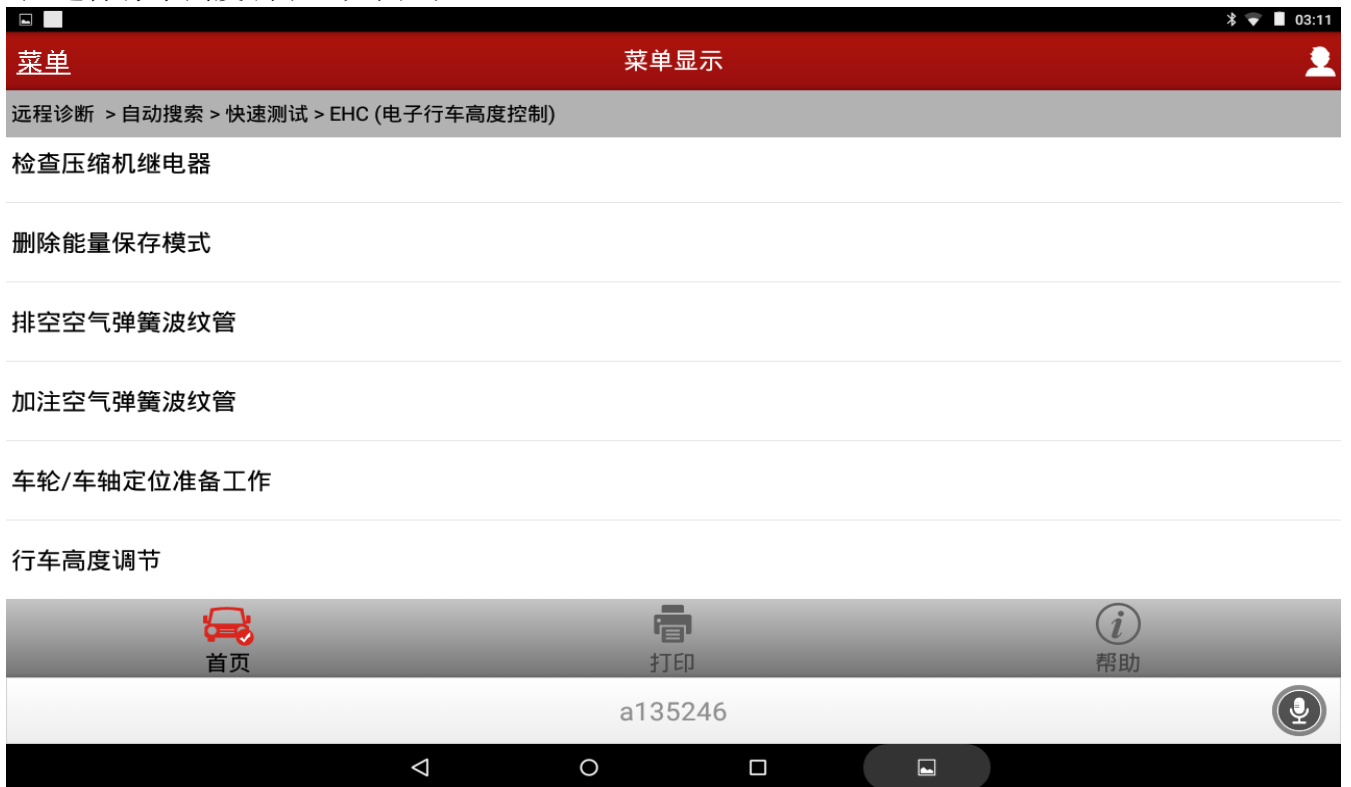 03:11
菜单
菜单显示
远程诊断 > 自动搜索 > 快速测试 > EHC (电子行车高度控制)
检查压缩机继电器
删除能量保存模式
排空空气弹簧波纹管
加注空气弹簧波纹管
车轮/车轴定位准备工作
行车高度调节
首页
打印
帮助
a135246